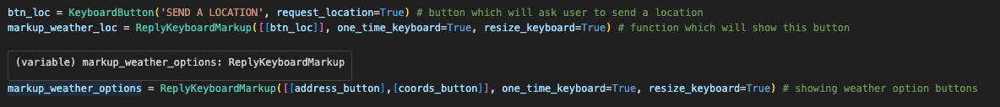 btn_loc = KeyboardButton('SEND A LOCATION', request_location=True) # button which will ask user to send a location
markup_weather_loc = ReplyKeyboardMarkup([[btn_loc]], one_time_keyboard=True, resize_keyboard=True) # function which will show this button
(variable) markup_weather_options: ReplyKeyboardMarkup
markup_weather_options = ReplyKeyboardMarkup([[address_button],[coords_button]], one_time_keyboard=True, resize_keyboard=True) # showing weather option buttons